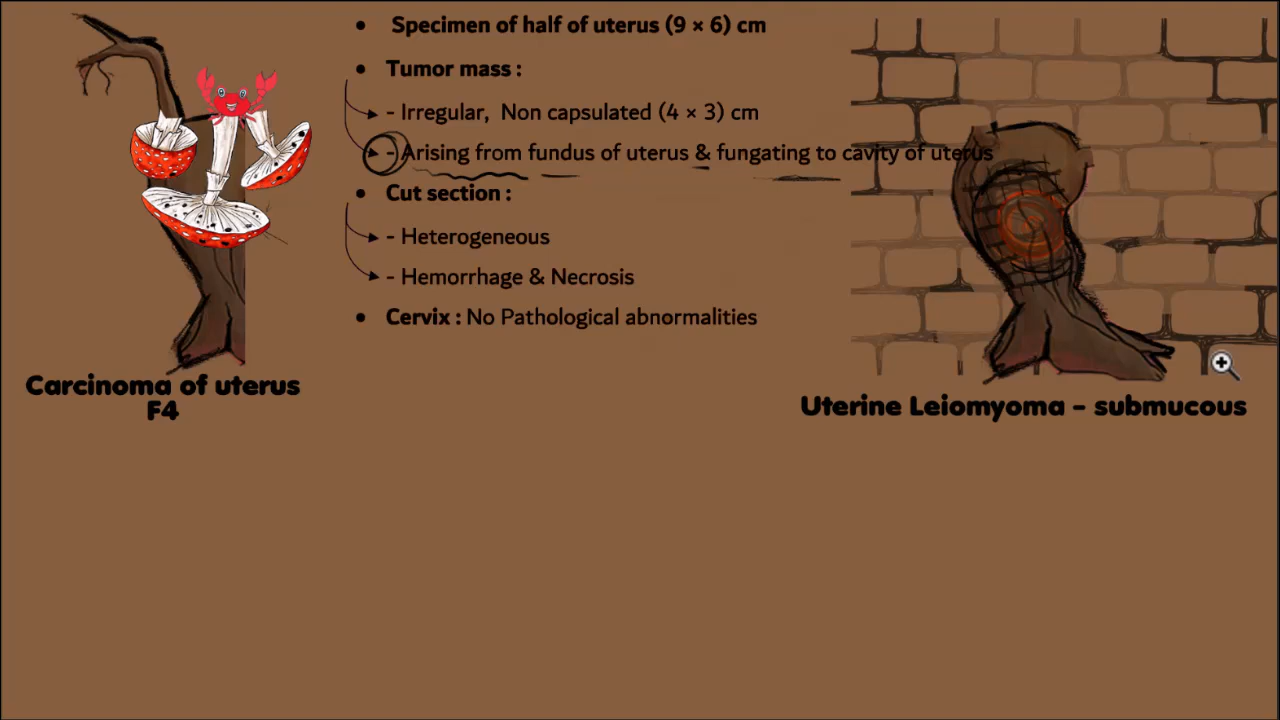 • Specimen of half of uterus (9 × 6) cm
• Tumor mass :
- Irregular, Non capsulated (4 × 3) cm
- Arising from fundus of uterus & fungating to cavity of uterus
• Cut section :
- Heterogeneous
- Hemorrhage & Necrosis
• Cervix : No Pathological abnormalities
Carcinoma of uterus
F4
Uterine Leiomyoma - submucous